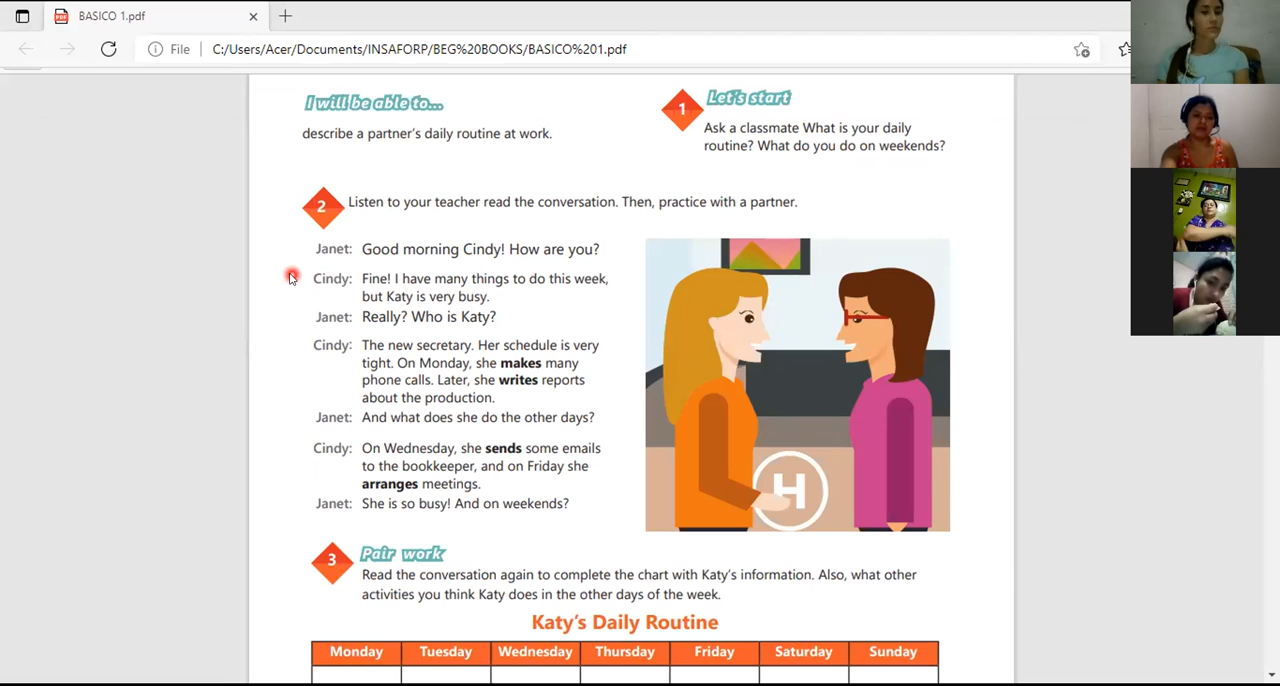 BASICO 1.pdf
File
C:/Users/Acer/Documents/INSAFORP/BEG%20BOOKS/BASICO%201.pdf
I will be able to...
describe a partner's daily routine at work.
1
Let's start
Ask a classmate What is your daily
routine? What do you do on weekends?
2
Listen to your teacher read the conversation. Then, practice with a partner.
Janet: Good morning Cindy! How are you?
Cindy: Fine! I have many things to do this week,
but Katy is very busy.
Janet: Really? Who is Katy?
Cindy: The new secretary. Her schedule is very
tight. On Monday, she makes many
phone calls. Later, she writes reports
about the production.
Janet: And what does she do the other days?
Cindy: On Wednesday, she sends some emails
to the bookkeeper, and on Friday she
arranges meetings.
Janet: She is so busy! And on weekends?
H
3
Pair work
Read the conversation again to complete the chart with Katy's information. Also, what other
activities you think Katy does in the other days of the week.
Katy's Daily Routine
Monday Tuesday Wednesday Thursday Friday Saturday Sunday